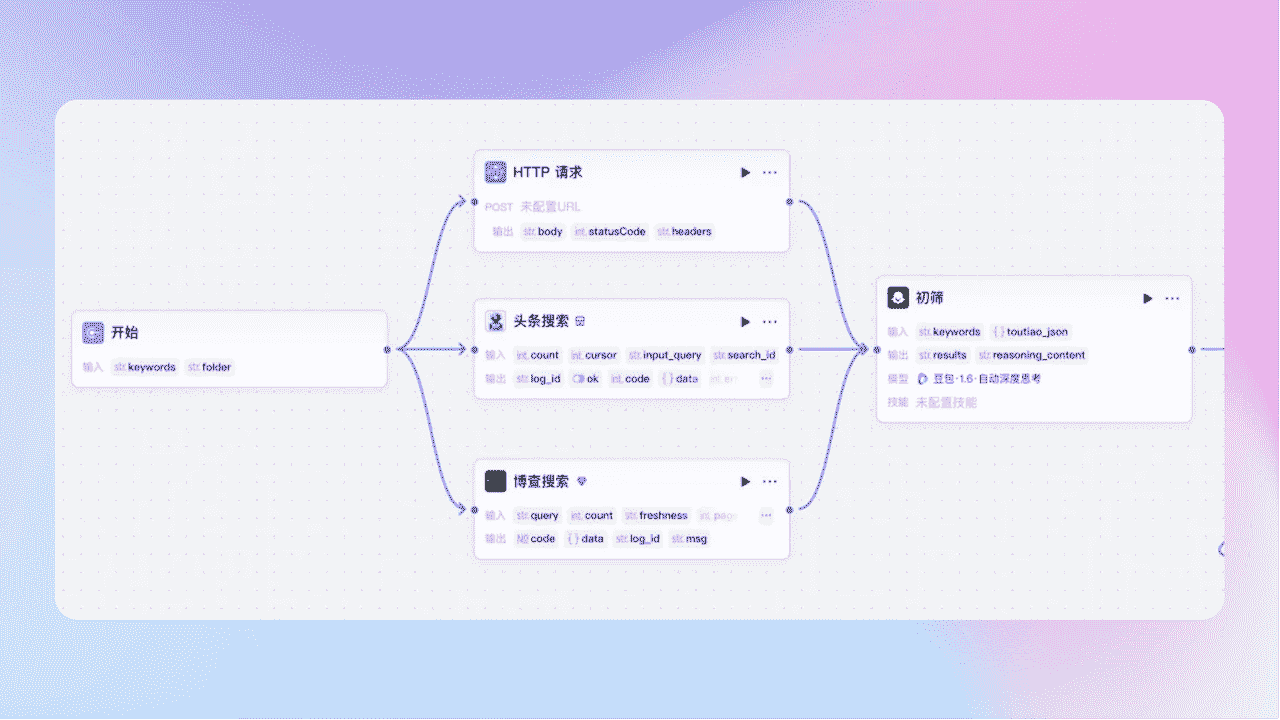 HTTP 请求
POST 未配置URL
输出 str. body int. statusCode str. headers
开始
输入 str. keywords str. folder
头条搜索
输入 int. count int. cursor str. input_query str. search_id
输出 str. log_id ok int. code { } data int.
博查搜索
输入 str. query int. count str. freshness int.
输出 code { } data str. log_id str. msg
初筛
输入 str. keywords { } toutiao_json
输出 str. results str. reasoning_content
模型 豆包·1.6·自动深度思考
技能 未配置技能